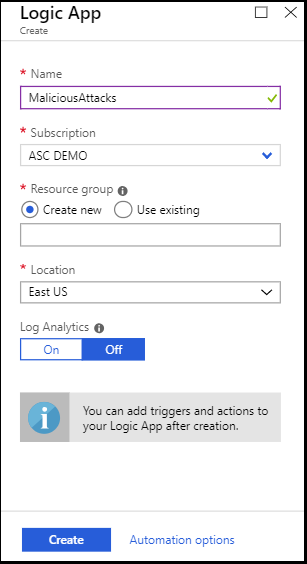 Logic App
Create
* Name
MaliciousAttacks
* Subscription
ASC DEMO
* Resource group
Create new Use existing
* Location
East US
Log Analytics
On Off
You can add triggers and actions to
your Logic App after creation.
Create Automation options